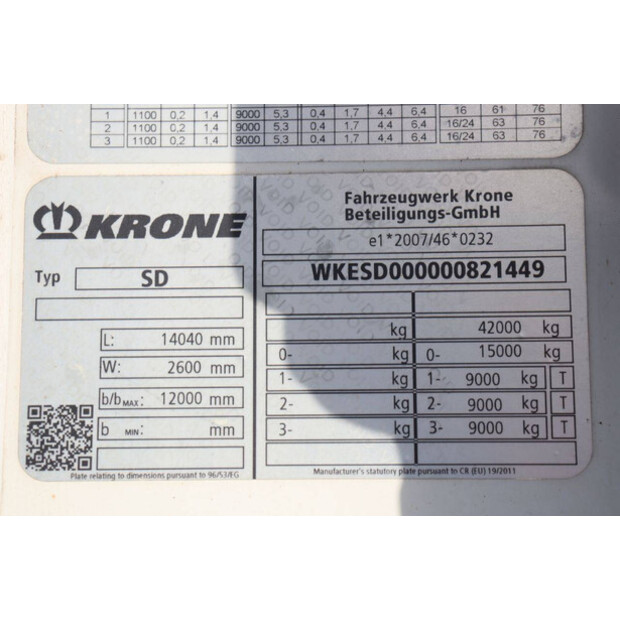 1 1100 0,2 1,4 9000 5,3 0,4 1,7 4,4 6,4 16 61 76
2 1100 0,2 1,4 9000 5,3 0,4 1,7 4,4 6,4 16/24 63 76
3 1100 0,2 1,4 9000 5,3 0,4 1,7 4,4 6,4 16/24 63 76
KRONE
Typ SD
L: 14040 mm
W: 2600 mm
b/bMAX: 12000 mm
b MIN: mm
Plate relating to dimensions pursuant to 96/53/EG
Fahrzeugwerk Krone
Beteiligungs-GmbH
e1*2007/46*0232
WKESD000000821449
kg 42000 kg
0- kg 0- 15000 kg
1- kg 1- 9000 kg T
2- kg 2- 9000 kg T
3- kg 3- 9000 kg T
Manufacturer's statutory plate pursuant to CR (EU) 19/2011